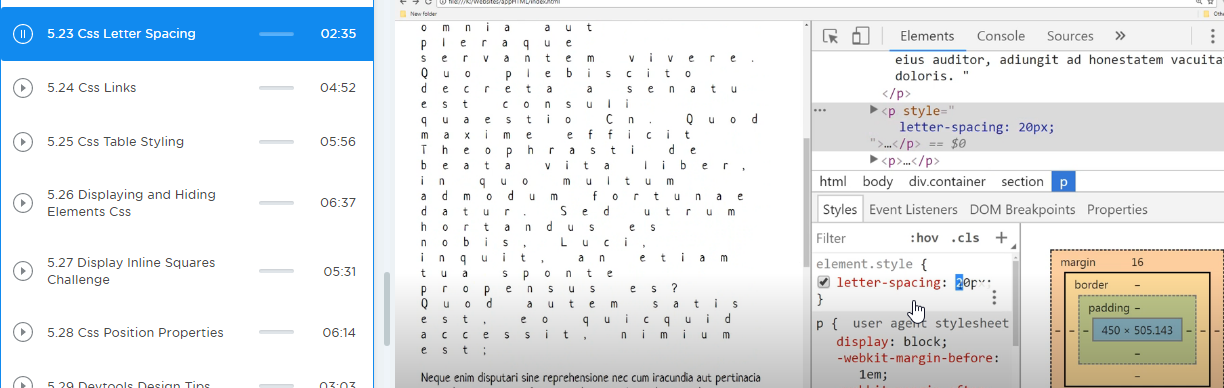 5.23 Css Letter Spacing 02:35
5.24 Css Links 04:52
5.25 Css Table Styling 05:56
5.26 Displaying and Hiding
Elements Css 06:37
5.27 Display Inline Squares
Challenge 05:31
5.28 Css Position Properties 06:14
5.29 Devtools Design Tips 03:03
file:///K:/Websites/appHTML/index.html
New folder
omnia aut
pleraque
servantem vivere.
Quo plebiscito
decreta a senatu
est consuli
quaestio Cn. Quod
maxime efficit
Theophrasti de
beata vita liber,
in quo multum
admodum fortunae
datur. Sed utrum
hortandus es
nobis, Luci,
inquit, an etiam
tua sponte
propensus es?
Quod autem satis
est, eo quicquid
accessit, nimium
est;
Neque enim disputari sine reprehensione nec cum iracundia aut pertinacia
Elements Console Sources »
eius auditor, adiungit ad honestatem vacuita
doloris. "
</p>
... <p style="
letter-spacing: 20px;
">…</p> == $0
<p>…</p>
html body div.container section p
Styles Event Listeners DOM Breakpoints Properties
Filter :hov .cls +
element.style {
letter-spacing: 20px;
}
p { user agent stylesheet
display: block;
-webkit-margin-before:
1em;
margin 16
border –
padding –
– – – 450 × 505.143 – – –
–
–